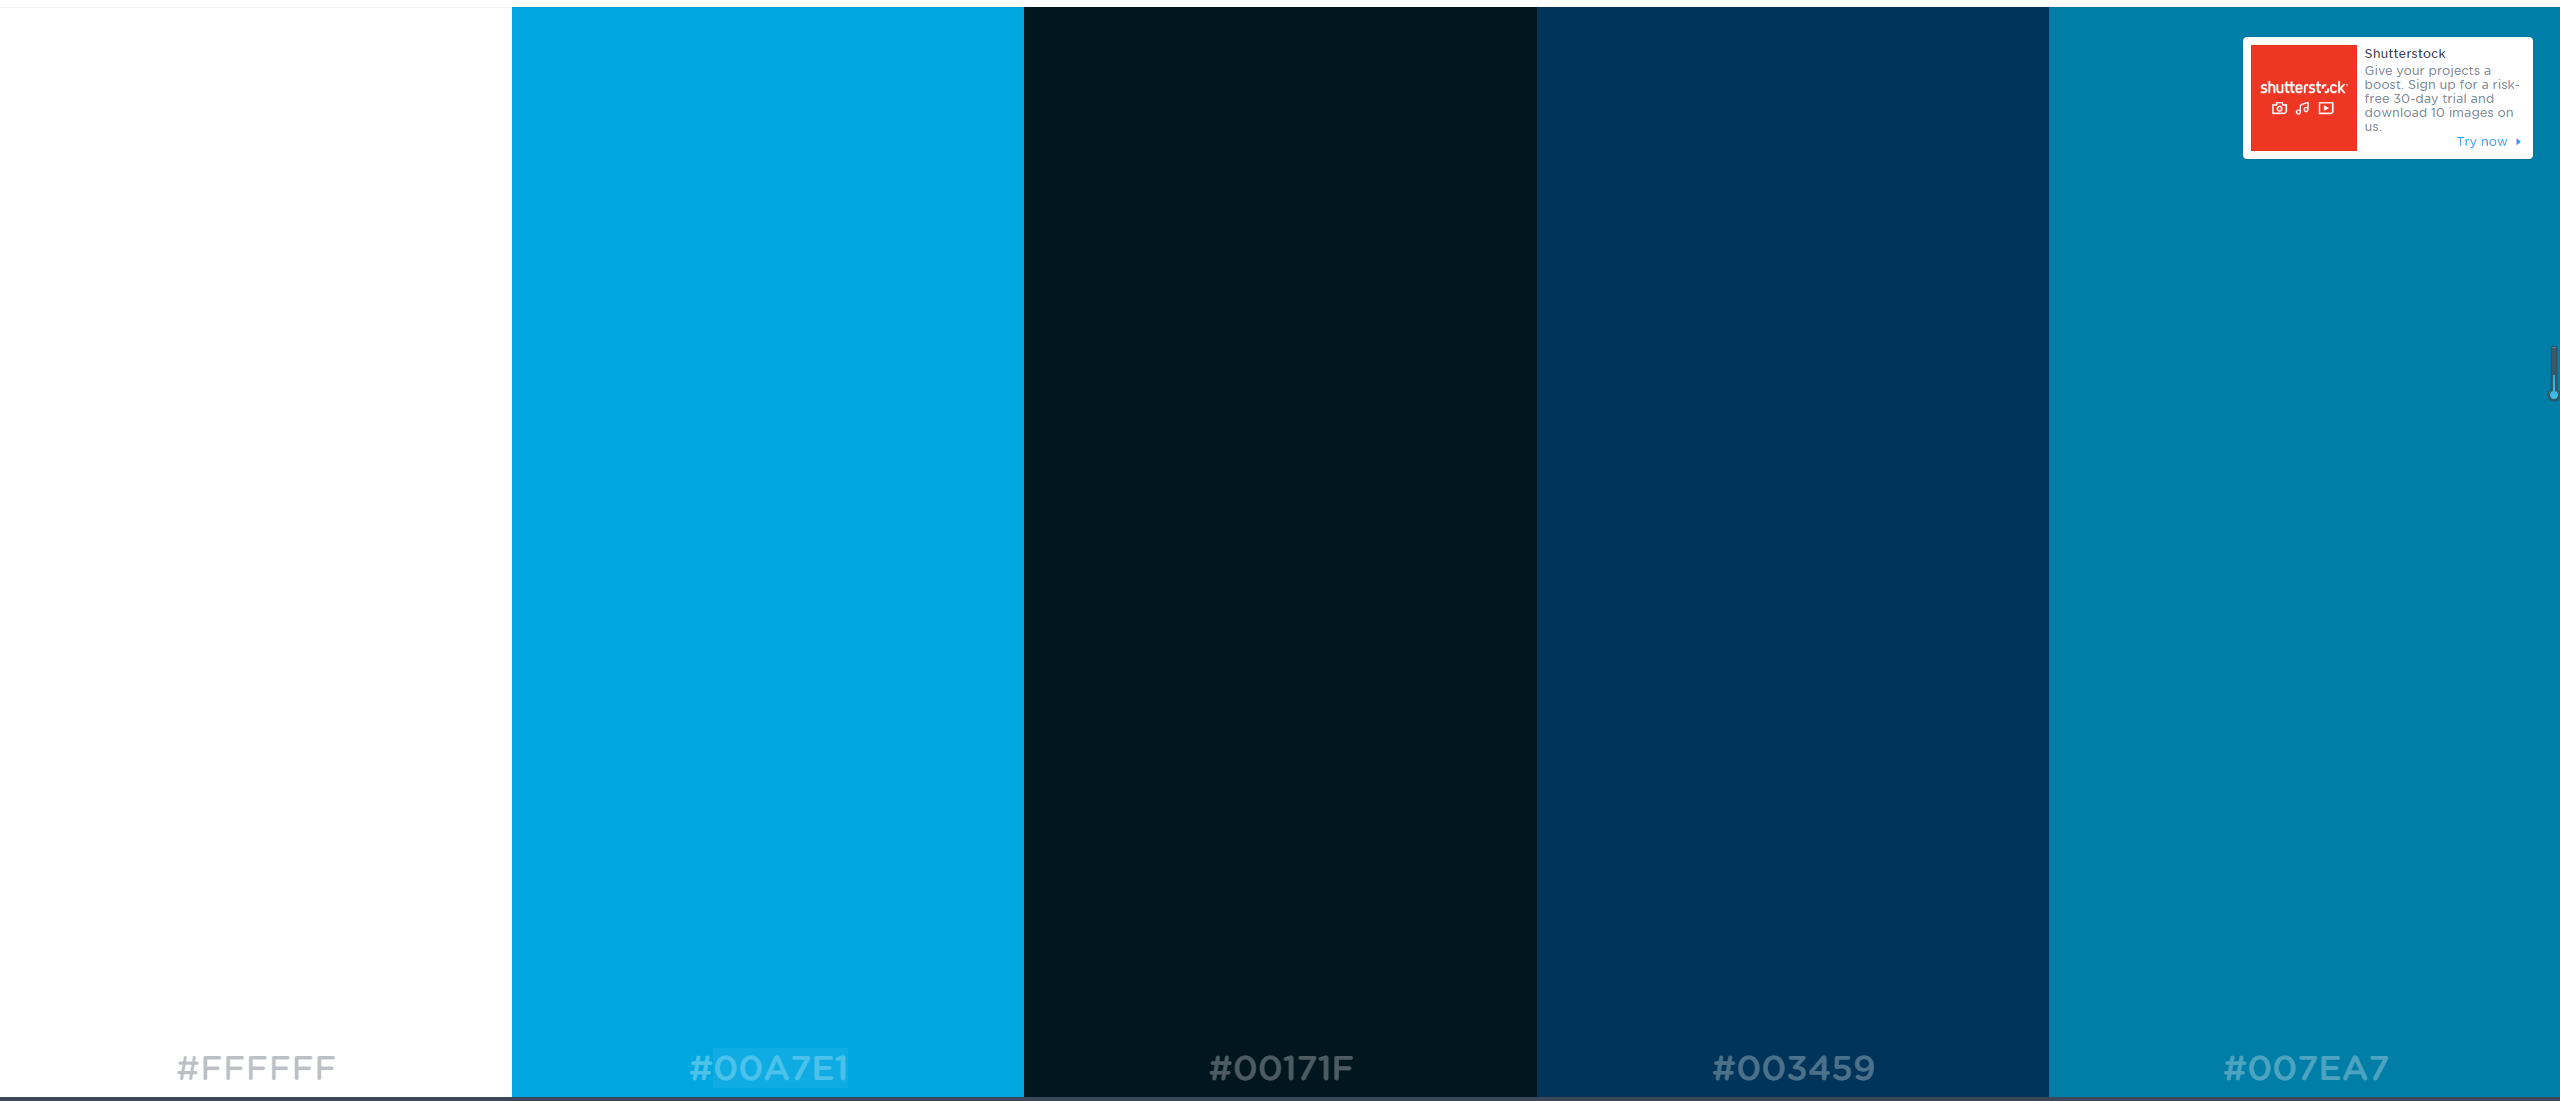 Shutterstock
shutterstock
Give your projects a
boost. Sign up for a risk-
free 30-day trial and
download 10 images on
us.
Try now
#FFFFFF
#00A7E1
#00171F
#003459
#007EA7